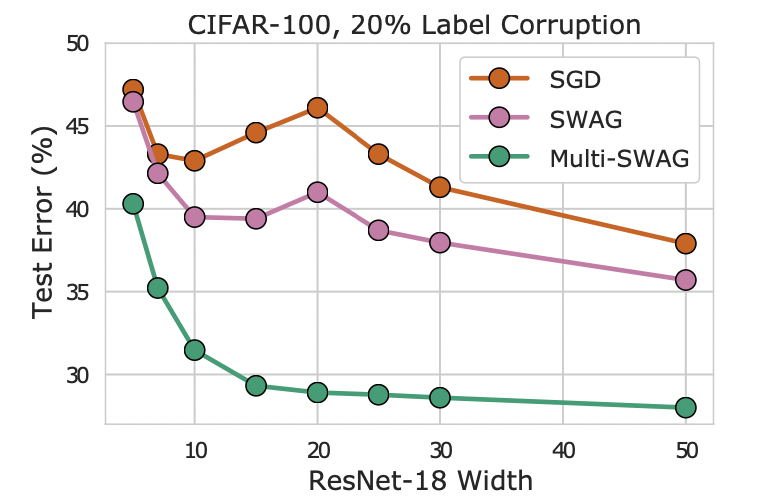 CIFAR-100, 20% Label Corruption
50
45
40
35
30
Test Error (%)
SGD
SWAG
Multi-SWAG
10 20 30 40 50
ResNet-18 Width